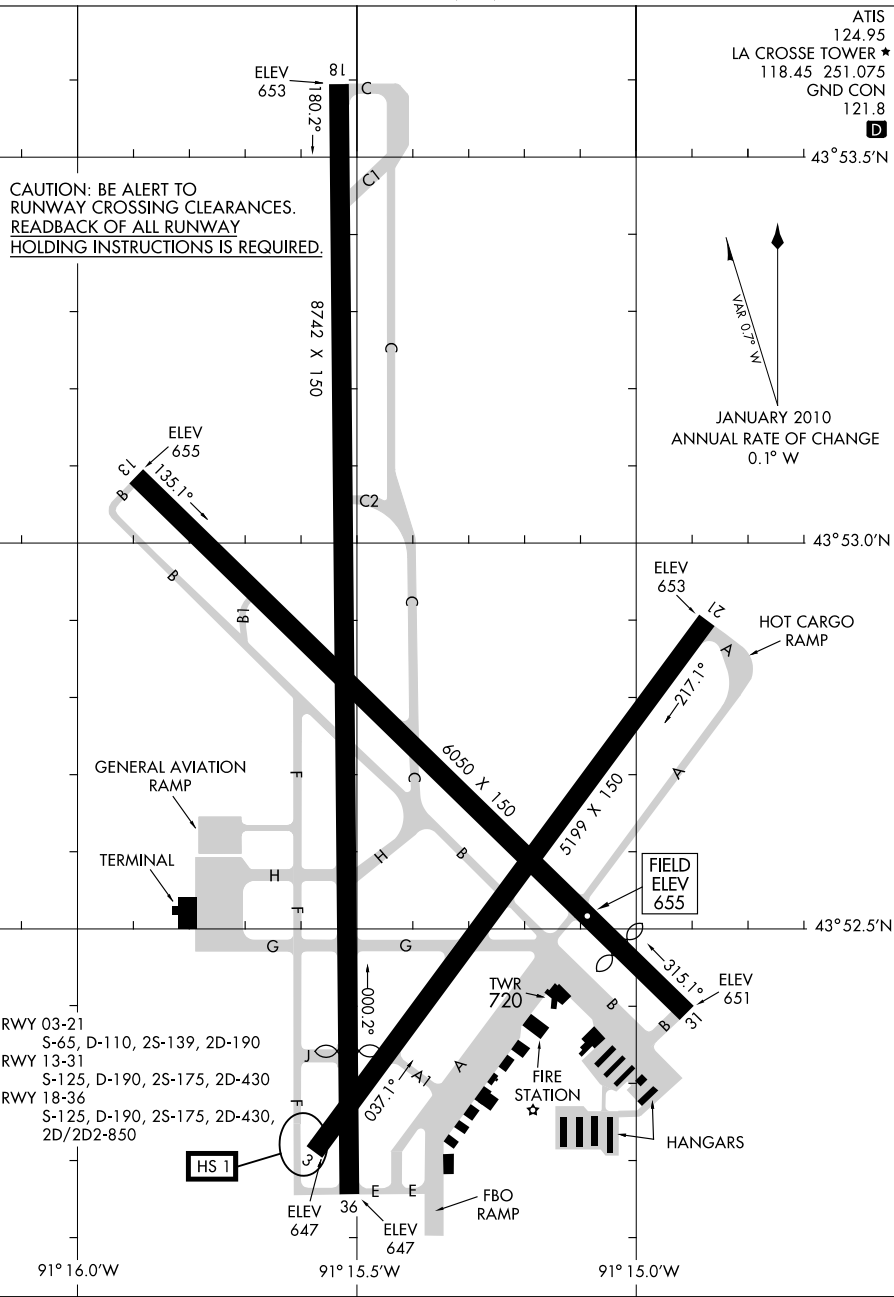 ATIS
124.95
LA CROSSE TOWER ★
118.45 251.075
GND CON
121.8
D
ELEV
653
18
C
180.2°
43°53.5'N
C1
CAUTION: BE ALERT TO
RUNWAY CROSSING CLEARANCES.
READBACK OF ALL RUNWAY
HOLDING INSTRUCTIONS IS REQUIRED.
VAR 0.7° W
8742 X 150
C
JANUARY 2010
ANNUAL RATE OF CHANGE
0.1° W
ELEV
655
13
135.1°
B
C2
43°53.0'N
B
ELEV
653
21
C
B1
HOT CARGO
RAMP
A
217.1°
6050 X 150
GENERAL AVIATION
RAMP
F
C
A
5199 X 150
TERMINAL
H
H
B
FIELD
ELEV
655
F
43°52.5'N
G
G
315.1°
TWR
720
000.2°
ELEV
651
B
B
31
RWY 03-21
S-65, D-110, 2S-139, 2D-190
RWY 13-31
S-125, D-190, 2S-175, 2D-430
RWY 18-36
S-125, D-190, 2S-175, 2D-430,
2D/2D2-850
J
A
A1
037.1°
FIRE
STATION
F
HANGARS
3
HS 1
E
E
FBO
RAMP
36
ELEV
647
ELEV
647
91°16.0'W
91°15.5'W
91°15.0'W